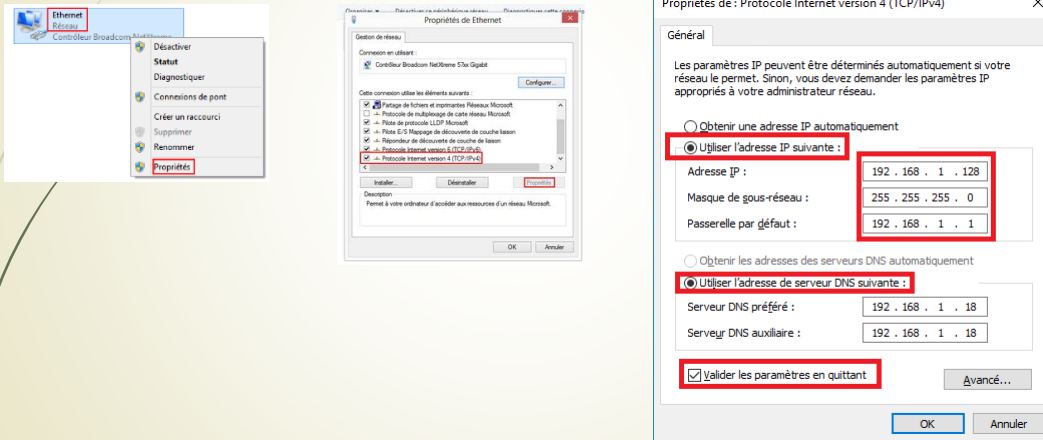 Ethernet
Réseau
Contrôleur Broadcom NetXtreme
Désactiver
Statut
Diagnostiquer
Connexions de pont
Créer un raccourci
Supprimer
Renommer
Propriétés
Organiser Désactiver ce périphérique réseau Diagnostiquer cette connexion
Propriétés de Ethernet
Gestion de réseau
Connexion en utilisant :
Contrôleur Broadcom NetXtreme 57xx Gigabit
Configurer...
Cette connexion utilise les éléments suivants :
Partage de fichiers et imprimantes Réseaux Microsoft
Protocole de multiplexage de carte réseau Microsoft
Pilote de protocole LLDP Microsoft
Pilote E/S Mappage de découverte de couche liaison
Répondeur de découverte de couche de liaison
Protocole Internet version 6 (TCP/IPv6)
Protocole Internet version 4 (TCP/IPv4)
Installer... Désinstaller Propriétés
Description
Permet à votre ordinateur d'accéder aux ressources d'un réseau Microsoft.
OK Annuler
Propriétés de : Protocole Internet version 4 (TCP/IPv4)
Général
Les paramètres IP peuvent être déterminés automatiquement si votre
réseau le permet. Sinon, vous devez demander les paramètres IP
appropriés à votre administrateur réseau.
Obtenir une adresse IP automatiquement
Utiliser l'adresse IP suivante :
Adresse IP : 192 . 168 . 1 . 128
Masque de sous-réseau : 255 . 255 . 255 . 0
Passerelle par défaut : 192 . 168 . 1 . 1
Obtenir les adresses des serveurs DNS automatiquement
Utiliser l'adresse de serveur DNS suivante :
Serveur DNS préféré : 192 . 168 . 1 . 18
Serveur DNS auxiliaire : 192 . 168 . 1 . 18
Valider les paramètres en quittant
Avancé...
OK Annuler